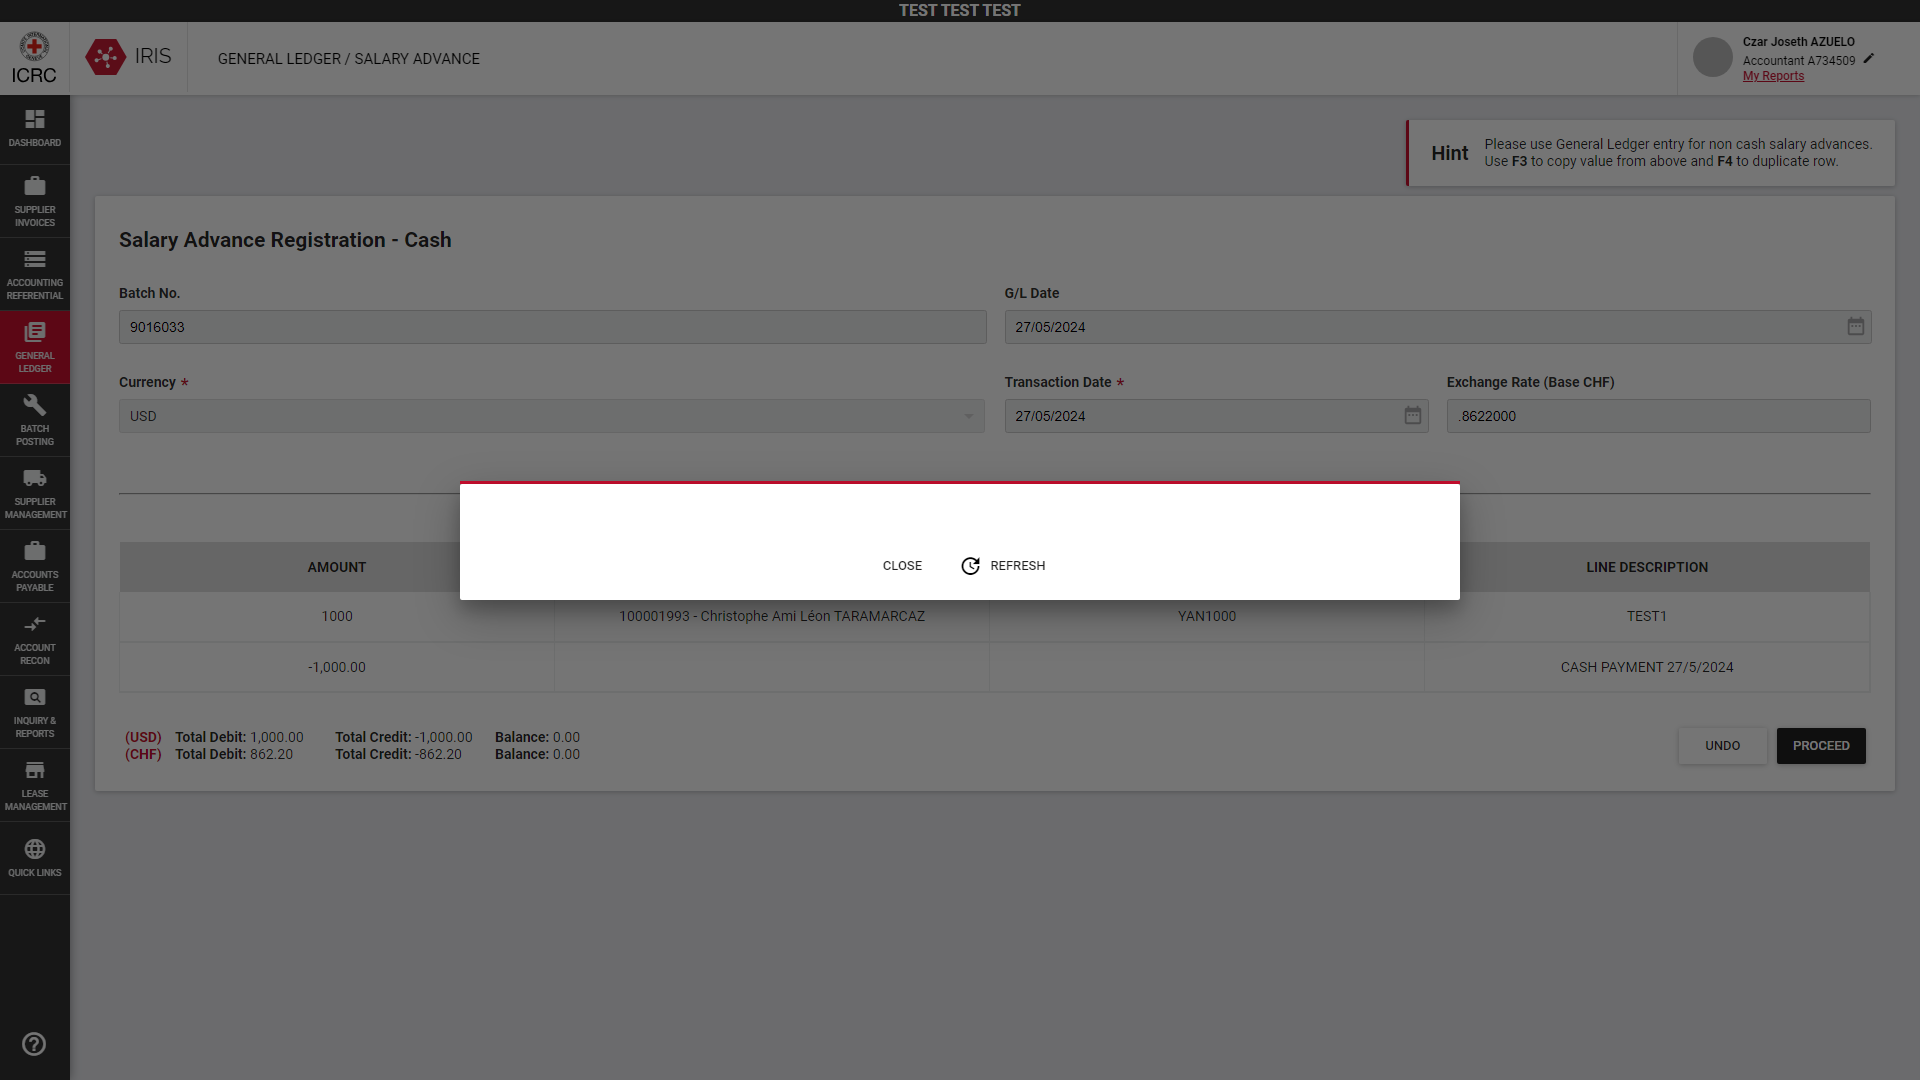 TEST TEST TEST
ICRC
IRIS
GENERAL LEDGER / SALARY ADVANCE
Czar Joseth AZUELO
Accountant A734509
My Reports
DASHBOARD
SUPPLIER
INVOICES
ACCOUNTING
REFERENTIAL
GENERAL
LEDGER
BATCH
POSTING
SUPPLIER
MANAGEMENT
ACCOUNTS
PAYABLE
ACCOUNT
RECON
INQUIRY &
REPORTS
LEASE
MANAGEMENT
QUICK LINKS
Hint
Please use General Ledger entry for non cash salary advances.
Use F3 to copy value from above and F4 to duplicate row.
Salary Advance Registration - Cash
Batch No.
G/L Date
9016033
27/05/2024
Currency *
Transaction Date *
Exchange Rate (Base CHF)
USD
27/05/2024
.8622000
CLOSE
REFRESH
AMOUNT
LINE DESCRIPTION
1000
100001993 - Christophe Ami Léon TARAMARCAZ
YAN1000
TEST1
-1,000.00
CASH PAYMENT 27/5/2024
(USD) Total Debit: 1,000.00 Total Credit: -1,000.00 Balance: 0.00
(CHF) Total Debit: 862.20 Total Credit: -862.20 Balance: 0.00
UNDO
PROCEED